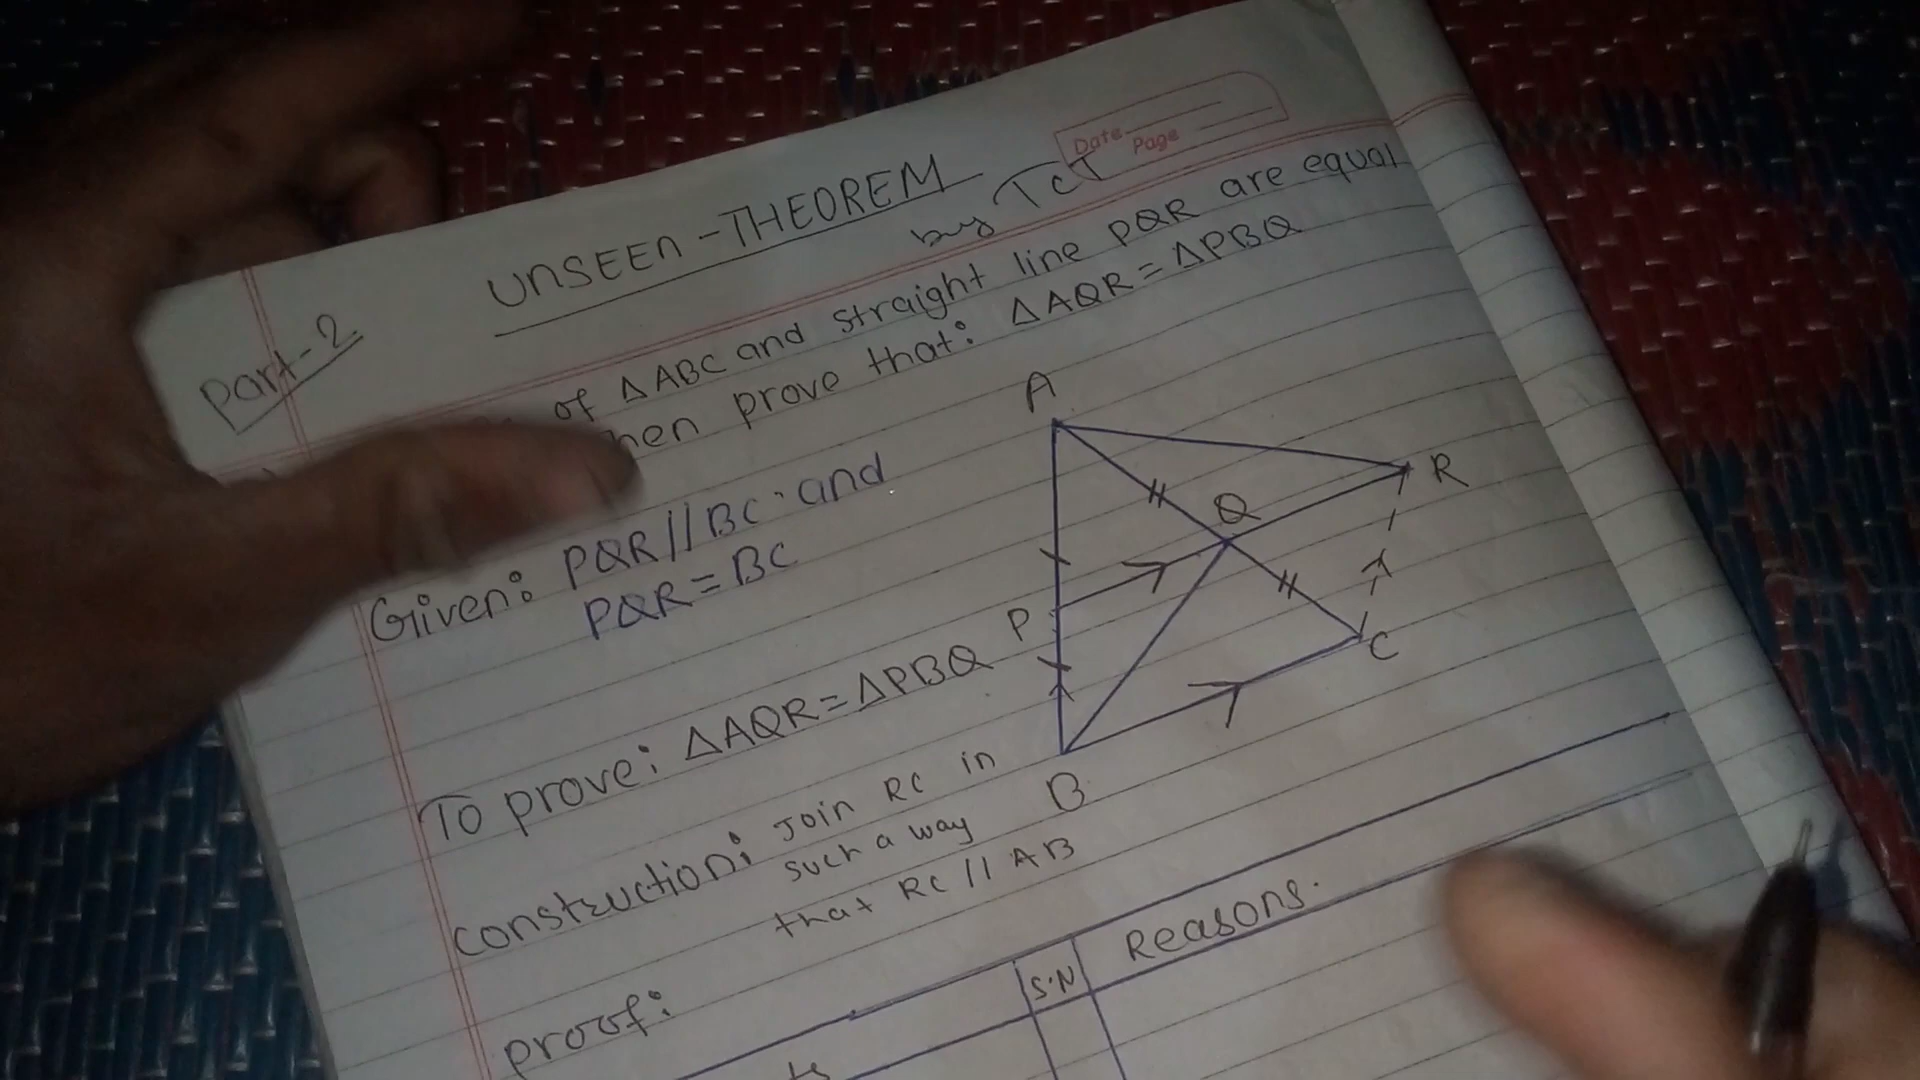 Date
Page
UNSEEn-THEOREM
by TCT
Part-2
of ΔABC and straight line PQR are equal
hen prove that: ΔAQR = ΔPBQ
Given: PQR//BC and
PQR = BC
To prove: ΔAQR = ΔPBQ
construction: Join RC in
such a way
that RC // AB
A
R
Q
P
C
B
proof:
S.N
Reasons.
ts